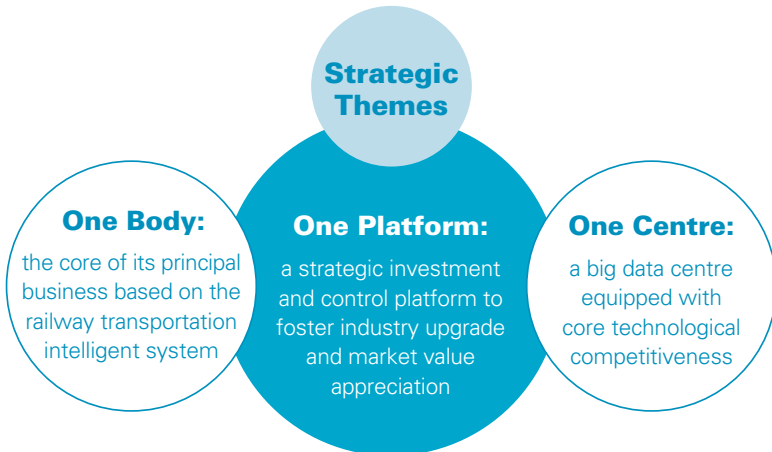 Strategic
Themes
One Body:
the core of its principal
business based on the
railway transportation
intelligent system
One Platform:
a strategic investment
and control platform to
foster industry upgrade
and market value
appreciation
One Centre:
a big data centre
equipped with
core technological
competitiveness